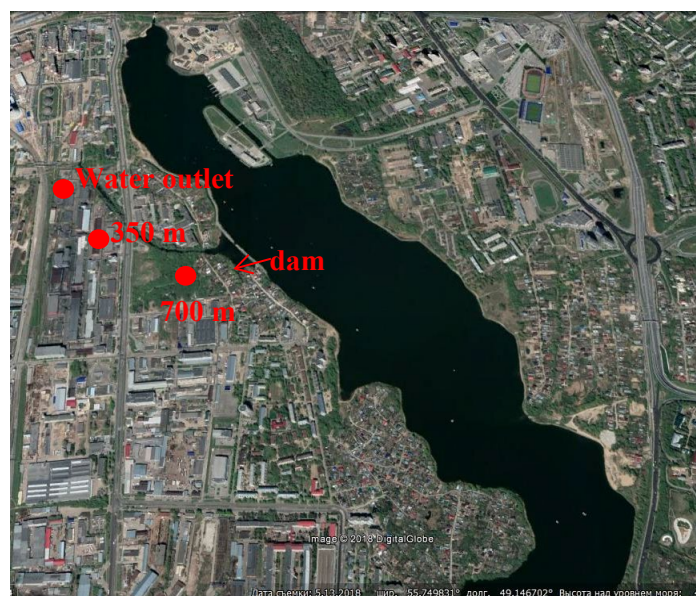 Water outlet
350 m
dam
700 m
Image © 2018 DigitalGlobe
Дата съемки: 5.13.2018 шир. 55.749831° долг. 49.146702° Высота над уровнем моря: